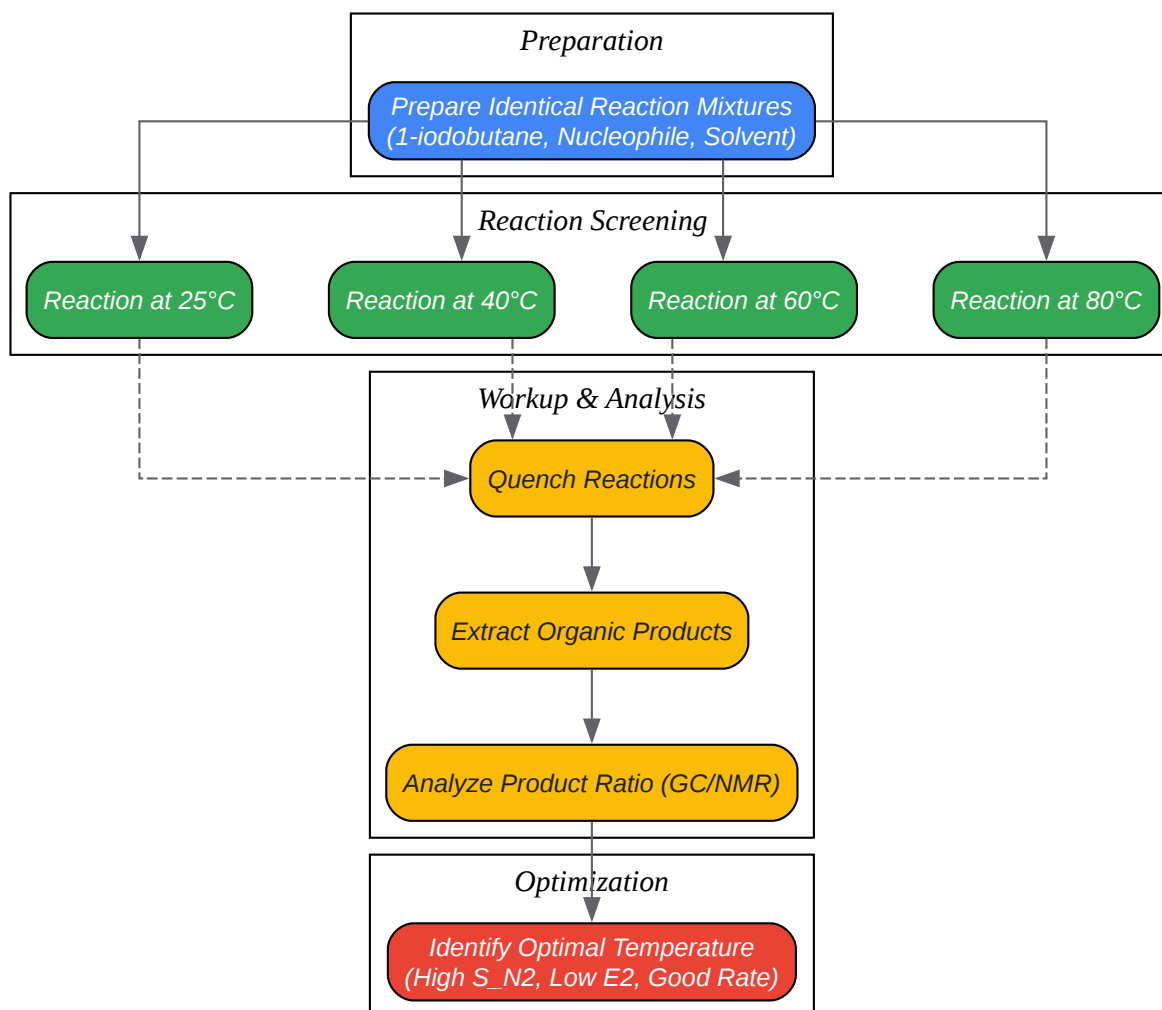 Preparation
Prepare Identical Reaction Mixtures
(1-iodobutane, Nucleophile, Solvent)
Reaction Screening
Reaction at 25°C
Reaction at 40°C
Reaction at 60°C
Reaction at 80°C
Workup & Analysis
Quench Reactions
Extract Organic Products
Analyze Product Ratio (GC/NMR)
Optimization
Identify Optimal Temperature
(High S_N2, Low E2, Good Rate)